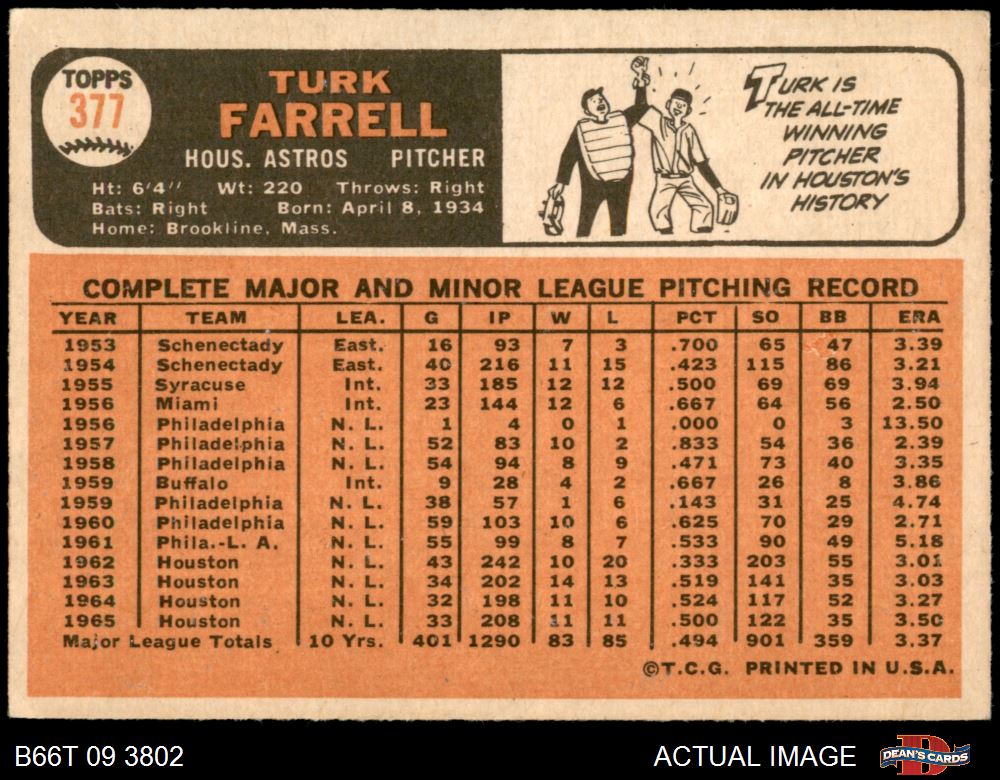 TOPPS
377
TURK
FARRELL
HOUS. ASTROS PITCHER
Ht: 6'4" Wt: 220 Throws: Right
Bats: Right Born: April 8, 1934
Home: Brookline, Mass.
TURK IS
THE ALL-TIME
WINNING
PITCHER
IN HOUSTON'S
HISTORY
COMPLETE MAJOR AND MINOR LEAGUE PITCHING RECORD
YEAR TEAM LEA. G IP W L PCT SO BB ERA
1953 Schenectady East. 16 93 7 3 .700 65 47 3.39
1954 Schenectady East. 40 216 11 15 .423 115 86 3.21
1955 Syracuse Int. 33 185 12 12 .500 69 69 3.94
1956 Miami Int. 23 144 12 6 .667 64 56 2.50
1956 Philadelphia N. L. 1 4 0 1 .000 0 3 13.50
1957 Philadelphia N. L. 52 83 10 2 .833 54 36 2.39
1958 Philadelphia N. L. 54 94 8 9 .471 73 40 3.35
1959 Buffalo Int. 9 28 4 2 .667 26 8 3.86
1959 Philadelphia N. L. 38 57 1 6 .143 31 25 4.74
1960 Philadelphia N. L. 59 103 10 6 .625 70 29 2.71
1961 Phila.-L. A. N. L. 55 99 8 7 .533 90 49 5.18
1962 Houston N. L. 43 242 10 20 .333 203 55 3.01
1963 Houston N. L. 34 202 14 13 .519 141 35 3.03
1964 Houston N. L. 32 198 11 10 .524 117 52 3.27
1965 Houston N. L. 33 208 11 11 .500 122 35 3.50
Major League Totals 10 Yrs. 401 1290 83 85 .494 901 359 3.37
©T.C.G. PRINTED IN U.S.A.
B66T 09 3802 ACTUAL IMAGE DEAN'S CARDS